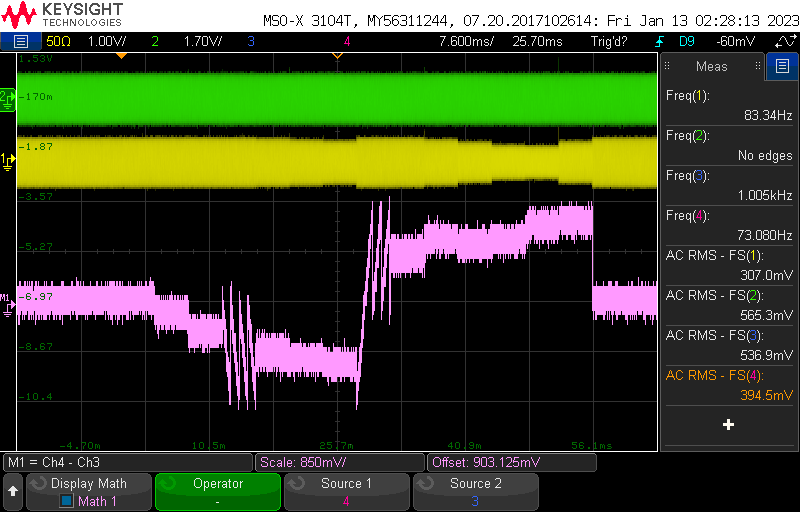 KEYSIGHT
TECHNOLOGIES
MSO-X 3104T, MY56311244, 07.20.2017102614: Fri Jan 13 02:28:13 2023
50Ω 1.00V/ 2 1.70V/ 3 4 7.600ms/ 25.70ms Trig'd? D9 -60mV
1.53V
2
-170m
1
-1.87
-3.57
-5.27
M1
-6.97
-8.67
-10.4
-4.70m 10.5m 25.7m 40.9m 56.1ms
Meas
Freq(1):
83.34Hz
Freq(2):
No edges
Freq(3):
1.005kHz
Freq(4):
73.080Hz
AC RMS - FS(1):
307.0mV
AC RMS - FS(2):
565.3mV
AC RMS - FS(3):
536.9mV
AC RMS - FS(4):
394.5mV
M1 = Ch4 - Ch3
Scale: 850mV/
Offset: 903.125mV
Display Math
Math 1
Operator
-
Source 1
4
Source 2
3